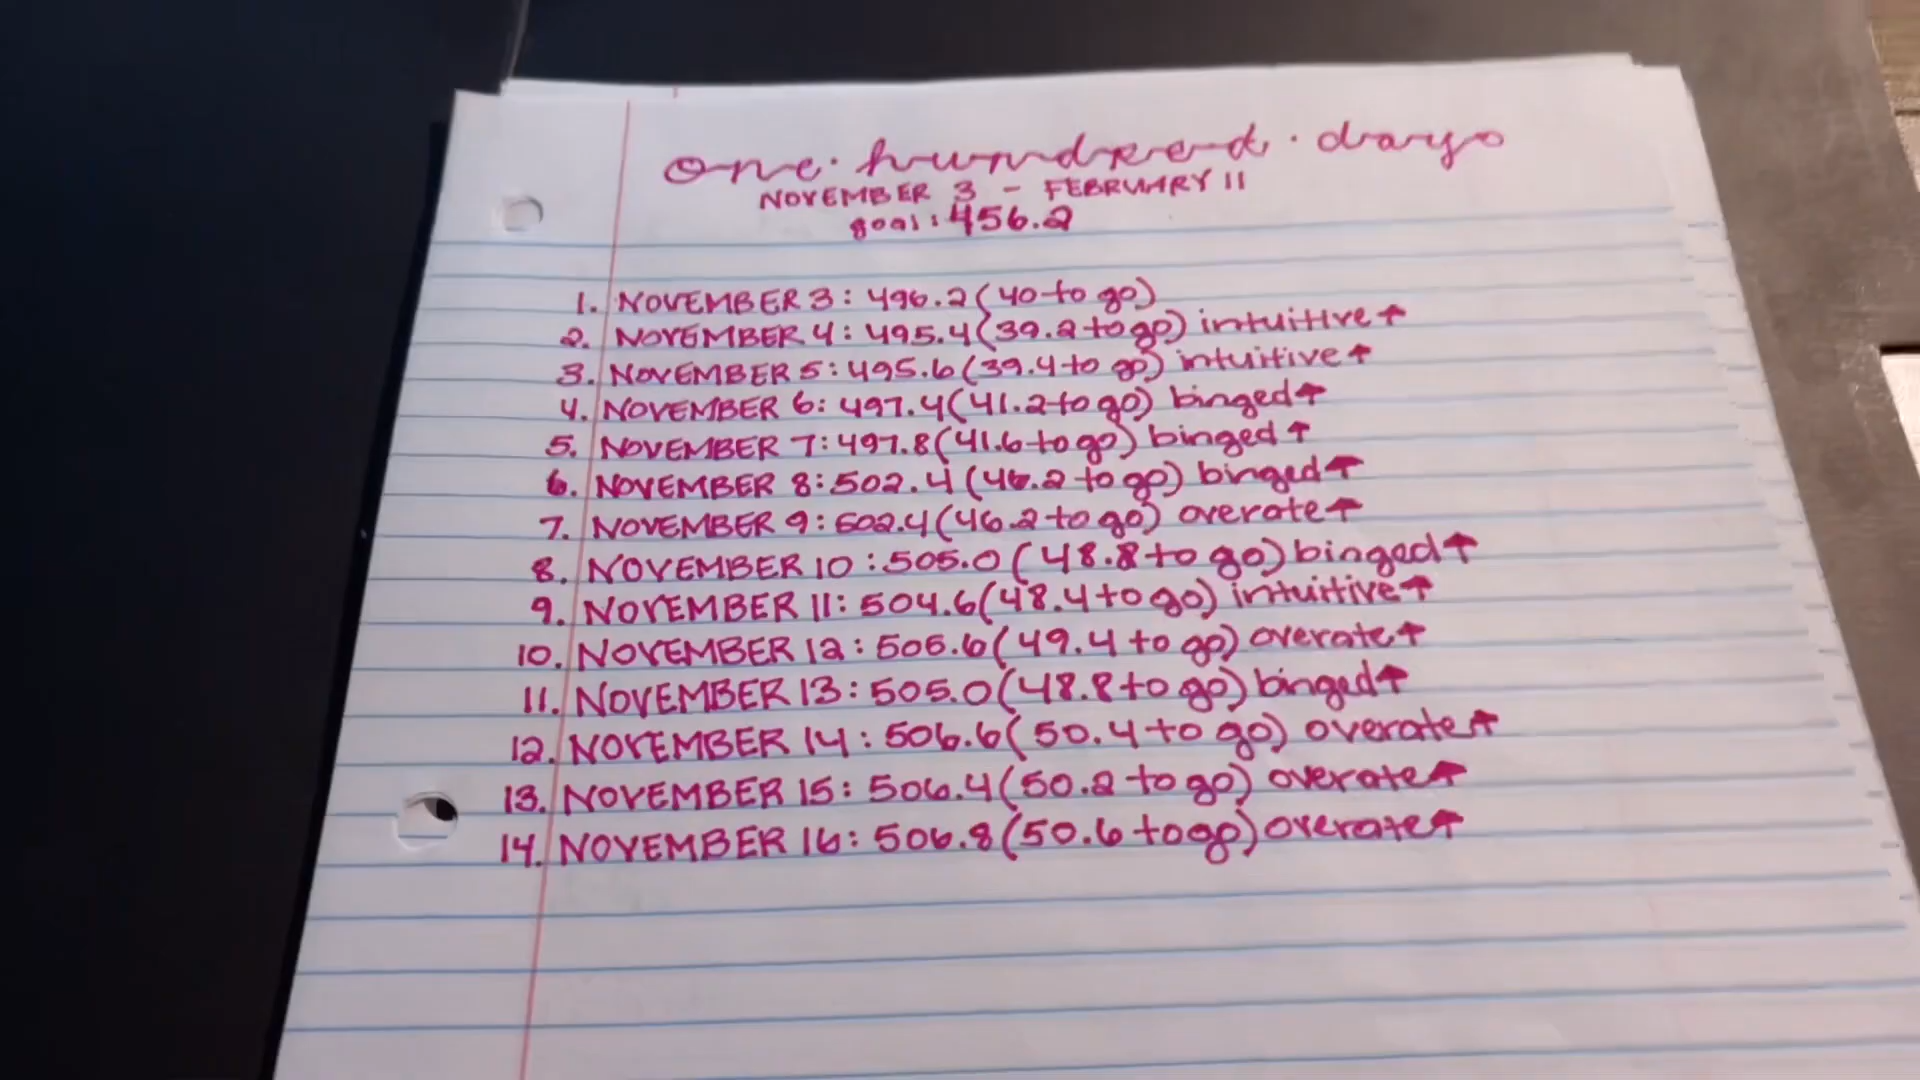 one · hundred · days
NOVEMBER 3 - FEBRUARY 11
goal: 456.2
1. NOVEMBER 3: 496.2 (40 to go)
2. NOVEMBER 4: 495.4 (39.2 to go) intuitive↑
3. NOVEMBER 5: 495.6 (39.4 to go) intuitive↑
4. NOVEMBER 6: 497.4 (41.2 to go) binged↑
5. NOVEMBER 7: 497.8 (41.6 to go) binged↑
6. NOVEMBER 8: 502.4 (46.2 to go) binged↑
7. NOVEMBER 9: 502.4 (46.2 to go) overate↑
8. NOVEMBER 10: 505.0 (48.8 to go) binged↑
9. NOVEMBER 11: 504.6 (48.4 to go) intuitive↑
10. NOVEMBER 12: 505.6 (49.4 to go) overate↑
11. NOVEMBER 13: 505.0 (48.8 to go) binged↑
12. NOVEMBER 14: 506.6 (50.4 to go) overate↑
13. NOVEMBER 15: 506.4 (50.2 to go) overate↑
14. NOVEMBER 16: 506.8 (50.6 to go) overate↑